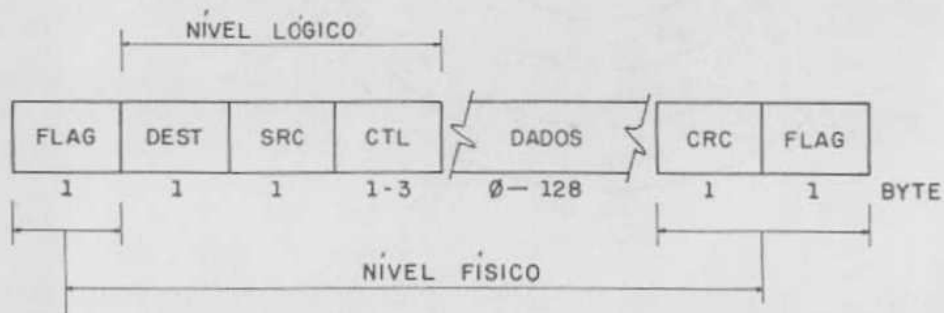 NÍVEL LÓGICO
FLAG DEST SRC CTL DADOS CRC FLAG
1 1 1 1-3 Ø—128 1 1 BYTE
NÍVEL FÍSICO